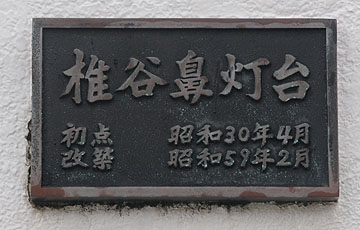 椎谷鼻灯台
初点 昭和30年4月
改築 昭和59年2月